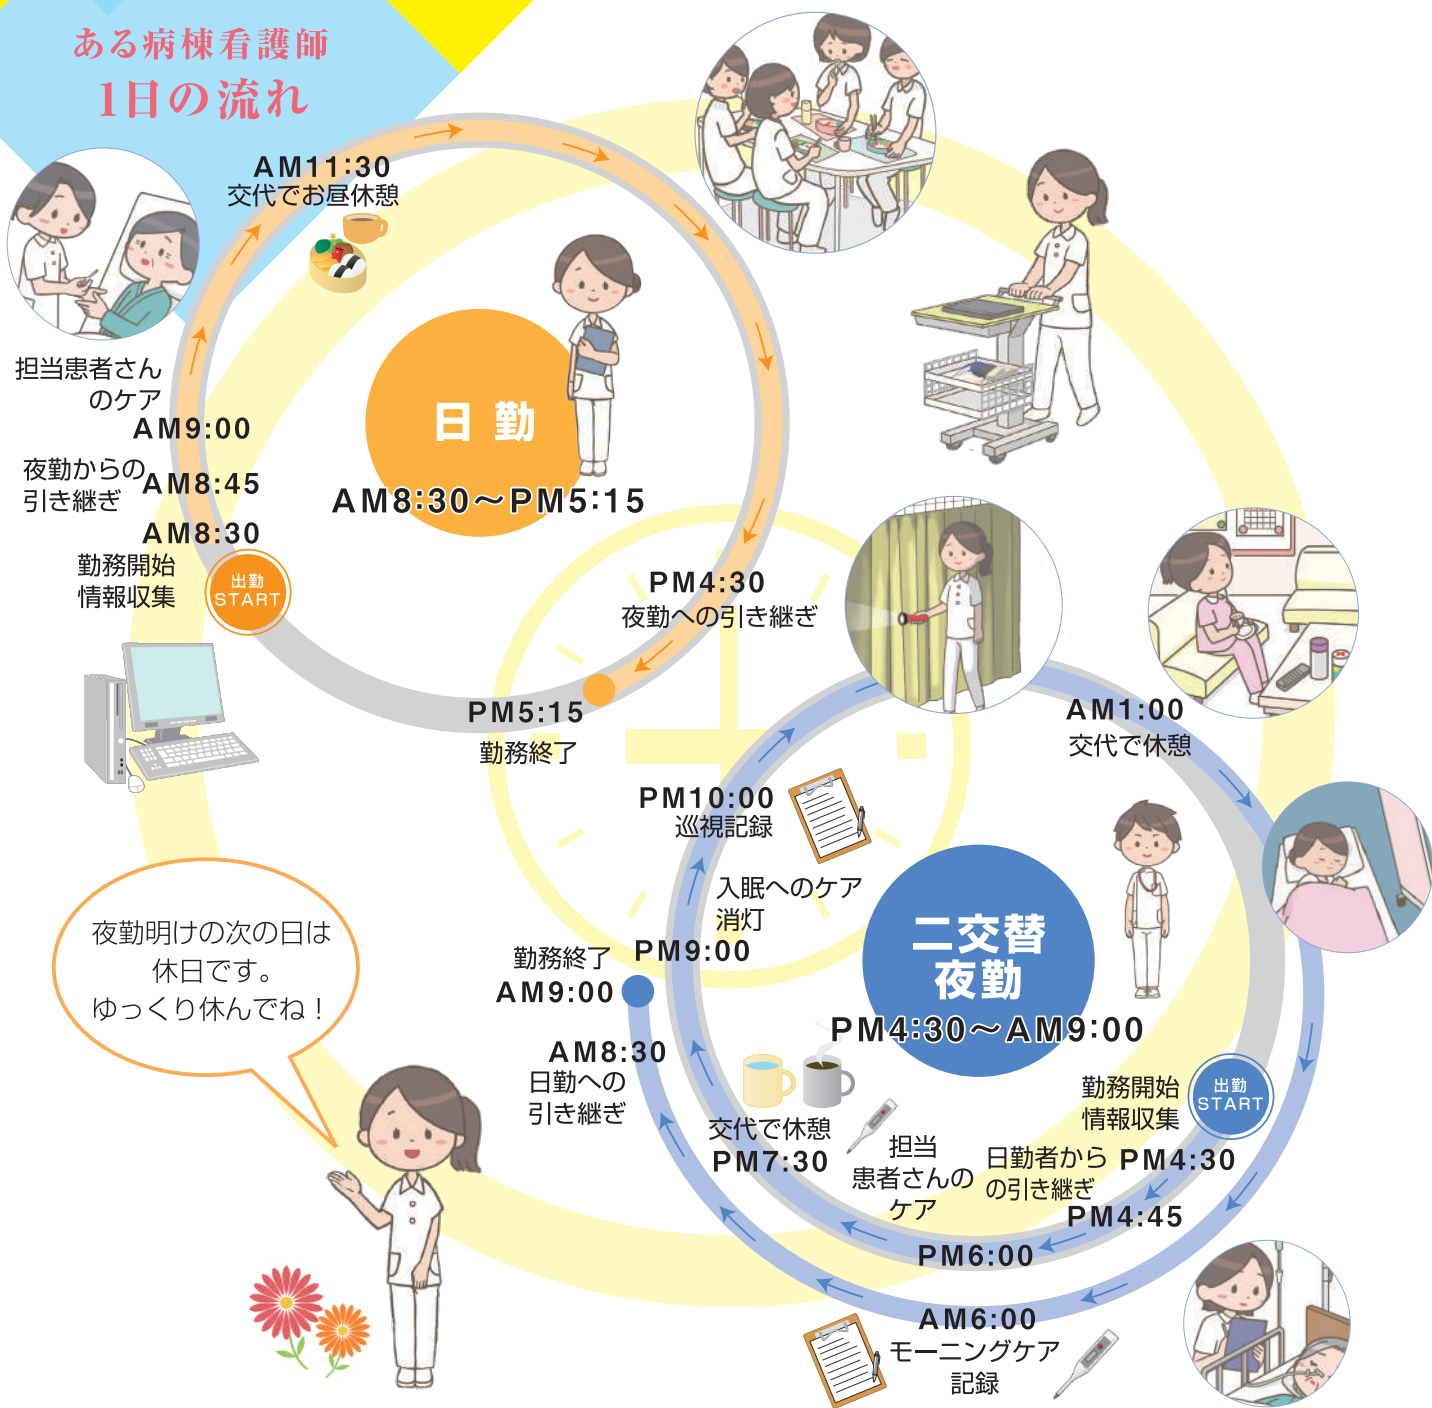 ある病棟看護師
1日の流れ
AM11:30
交代でお昼休憩
担当患者さん
のケア
AM9:00
夜勤からの
引き継ぎ
AM8:45
AM8:30
勤務開始
情報収集
出勤
START
日勤
AM8:30～PM5:15
PM4:30
夜勤への引き継ぎ
PM5:15
勤務終了
二交替
夜勤
PM4:30～AM9:00
出勤
START
勤務開始
情報収集
PM4:30
日勤者から
の引き継ぎ
PM4:45
担当
患者さんの
ケア
PM6:00
交代で休憩
PM7:30
入眠へのケア
消灯
PM9:00
PM10:00
巡視記録
AM1:00
交代で休憩
AM6:00
モーニングケア
記録
AM8:30
日勤への
引き継ぎ
勤務終了
AM9:00
夜勤明けの次の日は
休日です。
ゆっくり休んでね！